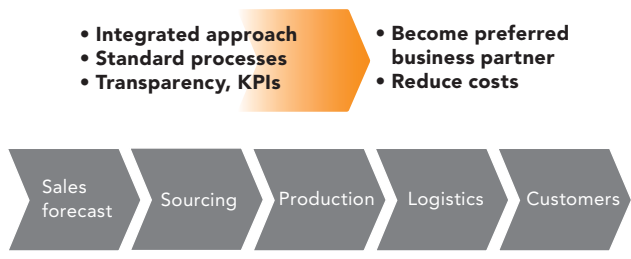 • Integrated approach
• Standard processes
• Transparency, KPIs
• Become preferred
business partner
• Reduce costs
Sales
forecast
Sourcing
Production
Logistics
Customers